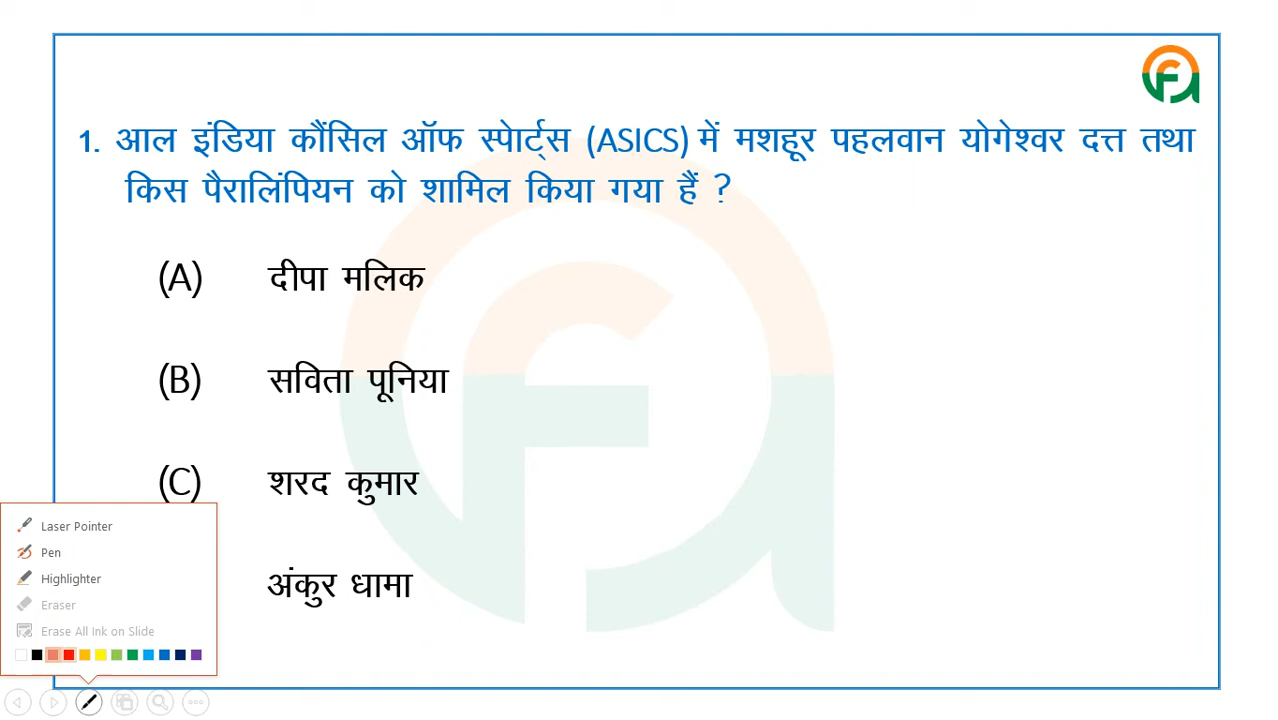 1. आल इंडिया कौंसिल ऑफ स्पोर्ट्स (ASICS) में मशहूर पहलवान योगेश्वर दत्त तथा
किस पैरालिंपियन को शामिल किया गया हैं ?
(A) दीपा मलिक
(B) सविता पूनिया
(C) शरद कुमार
अंकुर धामा
Laser Pointer
Pen
Highlighter
Eraser
Erase All Ink on Slide